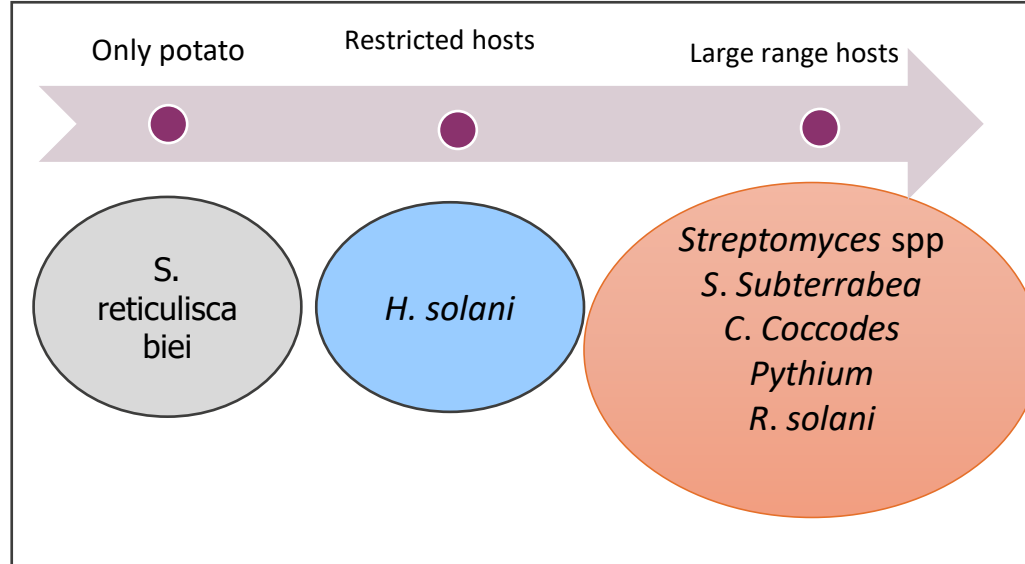 Only potato
Restricted hosts
Large range hosts
S.
reticulisca
biei
H. solani
Streptomyces spp
S. Subterrabea
C. Coccodes
Pythium
R. solani